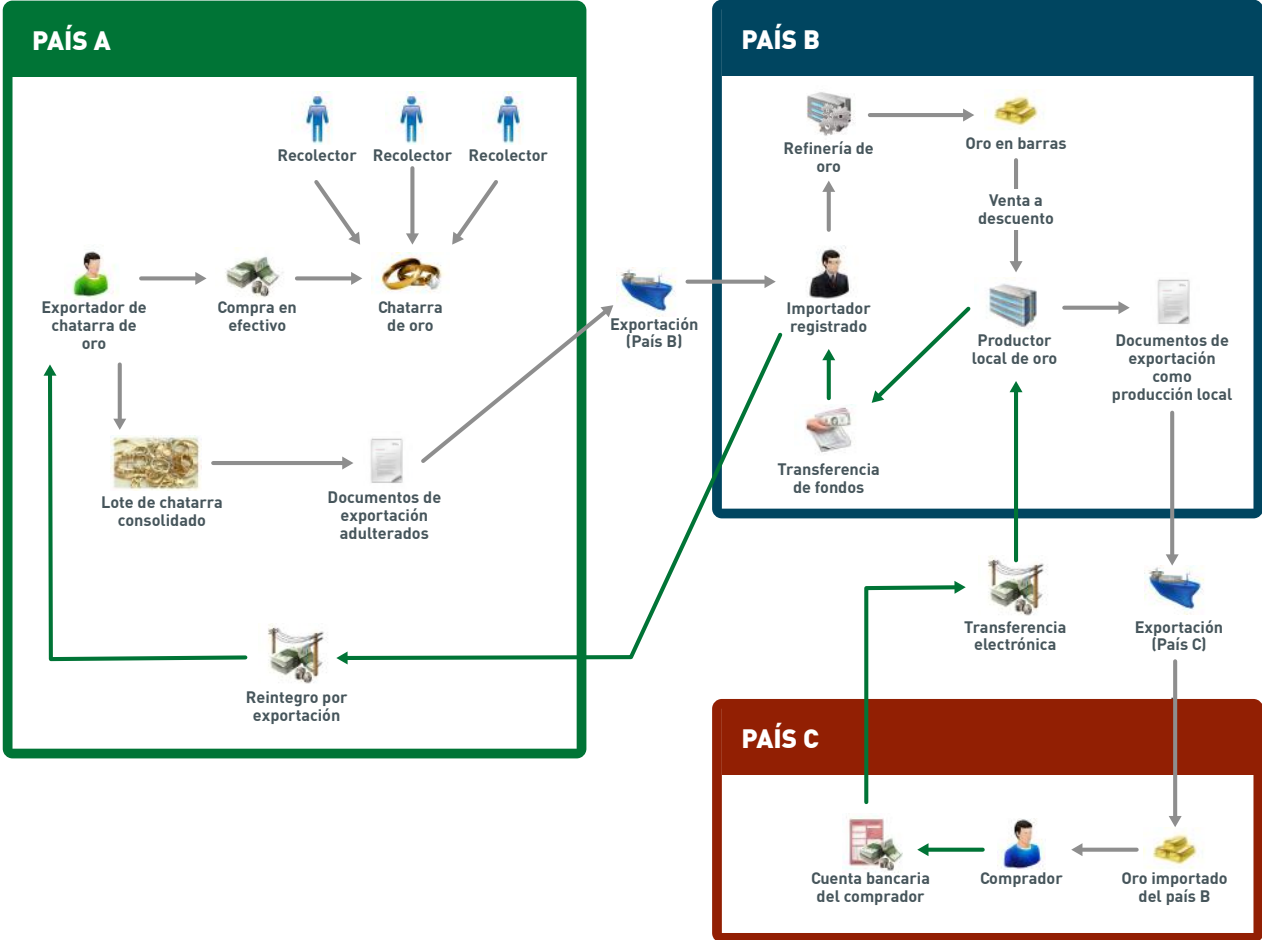 PAÍS A
Recolector
Recolector
Recolector
Exportador de
chatarra de
oro
Compra en
efectivo
Chatarra
de oro
Lote de chatarra
consolidado
Documentos de
exportación
adulterados
Reintegro por
exportación
Exportación
(País B)
PAÍS B
Refinería de
oro
Oro en barras
Venta a
descuento
Importador
registrado
Productor
local de oro
Documentos de
exportación
como
producción local
Transferencia
de fondos
Transferencia
electrónica
Exportación
(País C)
PAÍS C
Cuenta bancaria
del comprador
Comprador
Oro importado
del país B